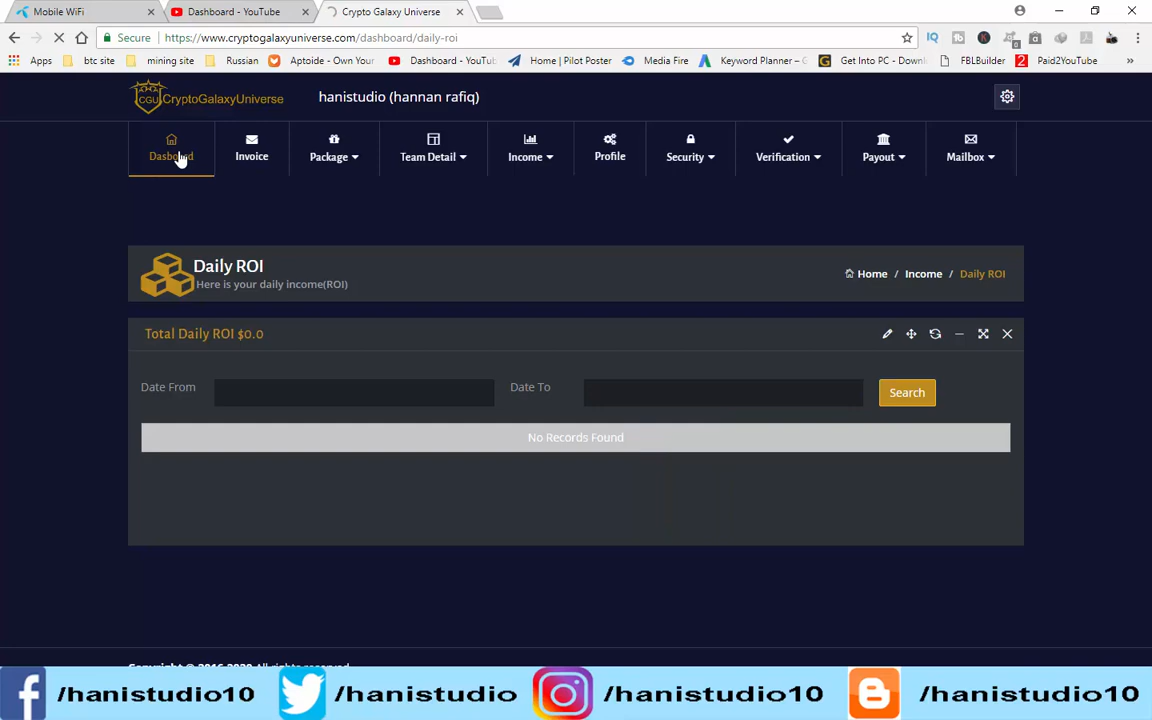 Mobile WiFi
Dashboard - YouTube
Crypto Galaxy Universe
Secure
https://www.cryptogalaxyuniverse.com/dashboard/daily-roi
Apps
btc site
mining site
Russian
Aptoide - Own Your
Dashboard - YouTub
Home | Pilot Poster
Media Fire
Keyword Planner – G
Get Into PC - Downl
FBLBuilder
Paid2YouTube
CGU
CryptoGalaxyUniverse
hanistudio (hannan rafiq)
Invoice
Package
Team Detail
Income
Profile
Security
Verification
Payout
Mailbox
Daily ROI
Here is your daily income(ROI)
Home / Income / Daily ROI
Total Daily ROI $0.0
Date From
Date To
Search
No Records Found
/hanistudio10
/hanistudio
/hanistudio10
/hanistudio10